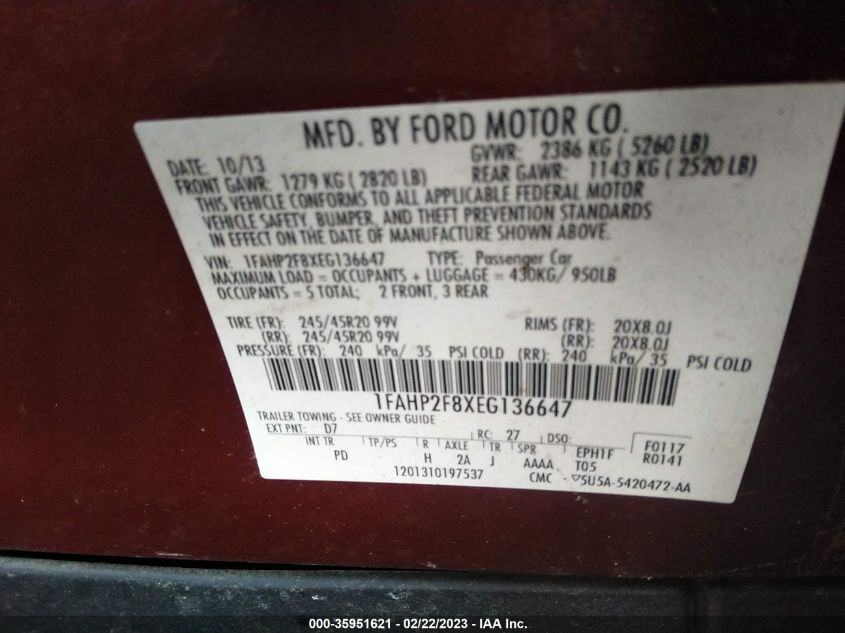 MFD. BY FORD MOTOR CO.
DATE: 10/13 GVWR: 2386 KG ( 5260 LB)
FRONT GAWR: 1279 KG ( 2820 LB) REAR GAWR: 1143 KG ( 2520 LB)
THIS VEHICLE CONFORMS TO ALL APPLICABLE FEDERAL MOTOR
VEHICLE SAFETY, BUMPER, AND THEFT PREVENTION STANDARDS
IN EFFECT ON THE DATE OF MANUFACTURE SHOWN ABOVE.
VIN: 1FAHP2F8XEG136647 TYPE: Passenger Car
MAXIMUM LOAD = OCCUPANTS + LUGGAGE = 430KG/ 950LB
OCCUPANTS = 5 TOTAL; 2 FRONT, 3 REAR
TIRE (FR): 245/45R20 99V RIMS (FR): 20X8.0J
(RR): 245/45R20 99V (RR): 20X8.0J
PRESSURE (FR): 240 kPa/ 35 PSI COLD (RR): 240 kPa/ 35 PSI COLD
1FAHP2F8XEG136647
TRAILER TOWING - SEE OWNER GUIDE
EXT PNT: D7 RC: 27 DSO: F0117
INT TR TP/PS R AXLE TR SPR EPH1F R0141
PD H 2A J AAAA T05
1201310197537 CMC - ▽5U5A-5420472-AA
000-35951621 - 02/22/2023 - IAA Inc.